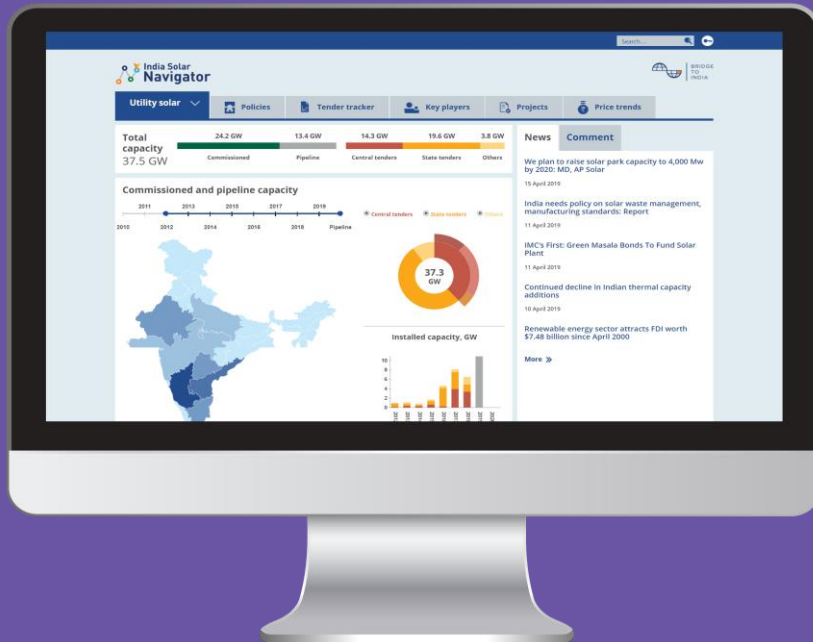 Search...
India Solar
Navigator
BRIDGE
TO
INDIA
Utility solar
Policies
Tender tracker
Key players
Projects
Price trends
Total
capacity
37.5 GW
24.2 GW
13.4 GW
14.3 GW
19.6 GW
3.8 GW
Commissioned
Pipeline
Central tenders
State tenders
Others
Commissioned and pipeline capacity
2011 2013 2015 2017 2019
2010 2012 2014 2016 2018 Pipeline
Central tenders
State tenders
Others
37.3
GW
Installed capacity, GW
10
8
6
4
2
0
News
Comment
We plan to raise solar park capacity to 4,000 Mw
by 2020: MD, AP Solar
15 April 2019
India needs policy on solar waste management,
manufacturing standards: Report
11 April 2019
IMC's First: Green Masala Bonds To Fund Solar
Plant
11 April 2019
Continued decline in Indian thermal capacity
additions
10 April 2019
Renewable energy sector attracts FDI worth
$7.48 billion since April 2000
More »